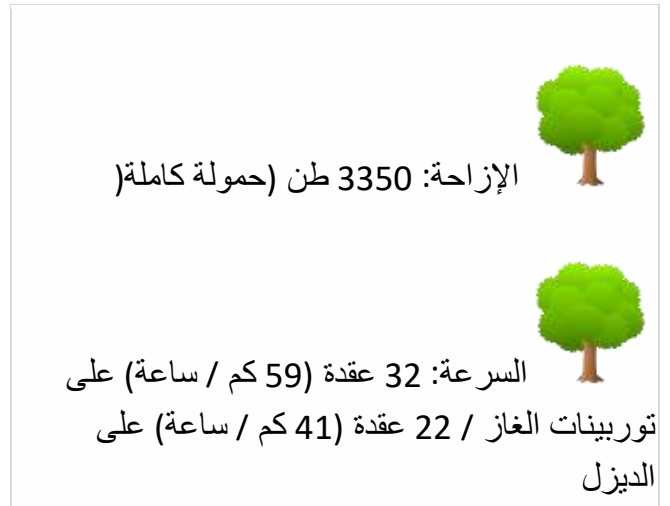 الإزاحة: 3350 طن (حمولة كاملة(
السرعة: 32 عقدة (59 كم / ساعة) على
توربينات الغاز / 22 عقدة (41 كم / ساعة) على
الديزل